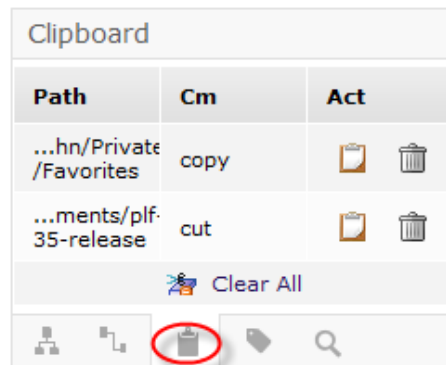 Clipboard
Path Cm Act
...hn/Private
/Favorites
copy
...ments/plf-
35-release
cut
Clear All